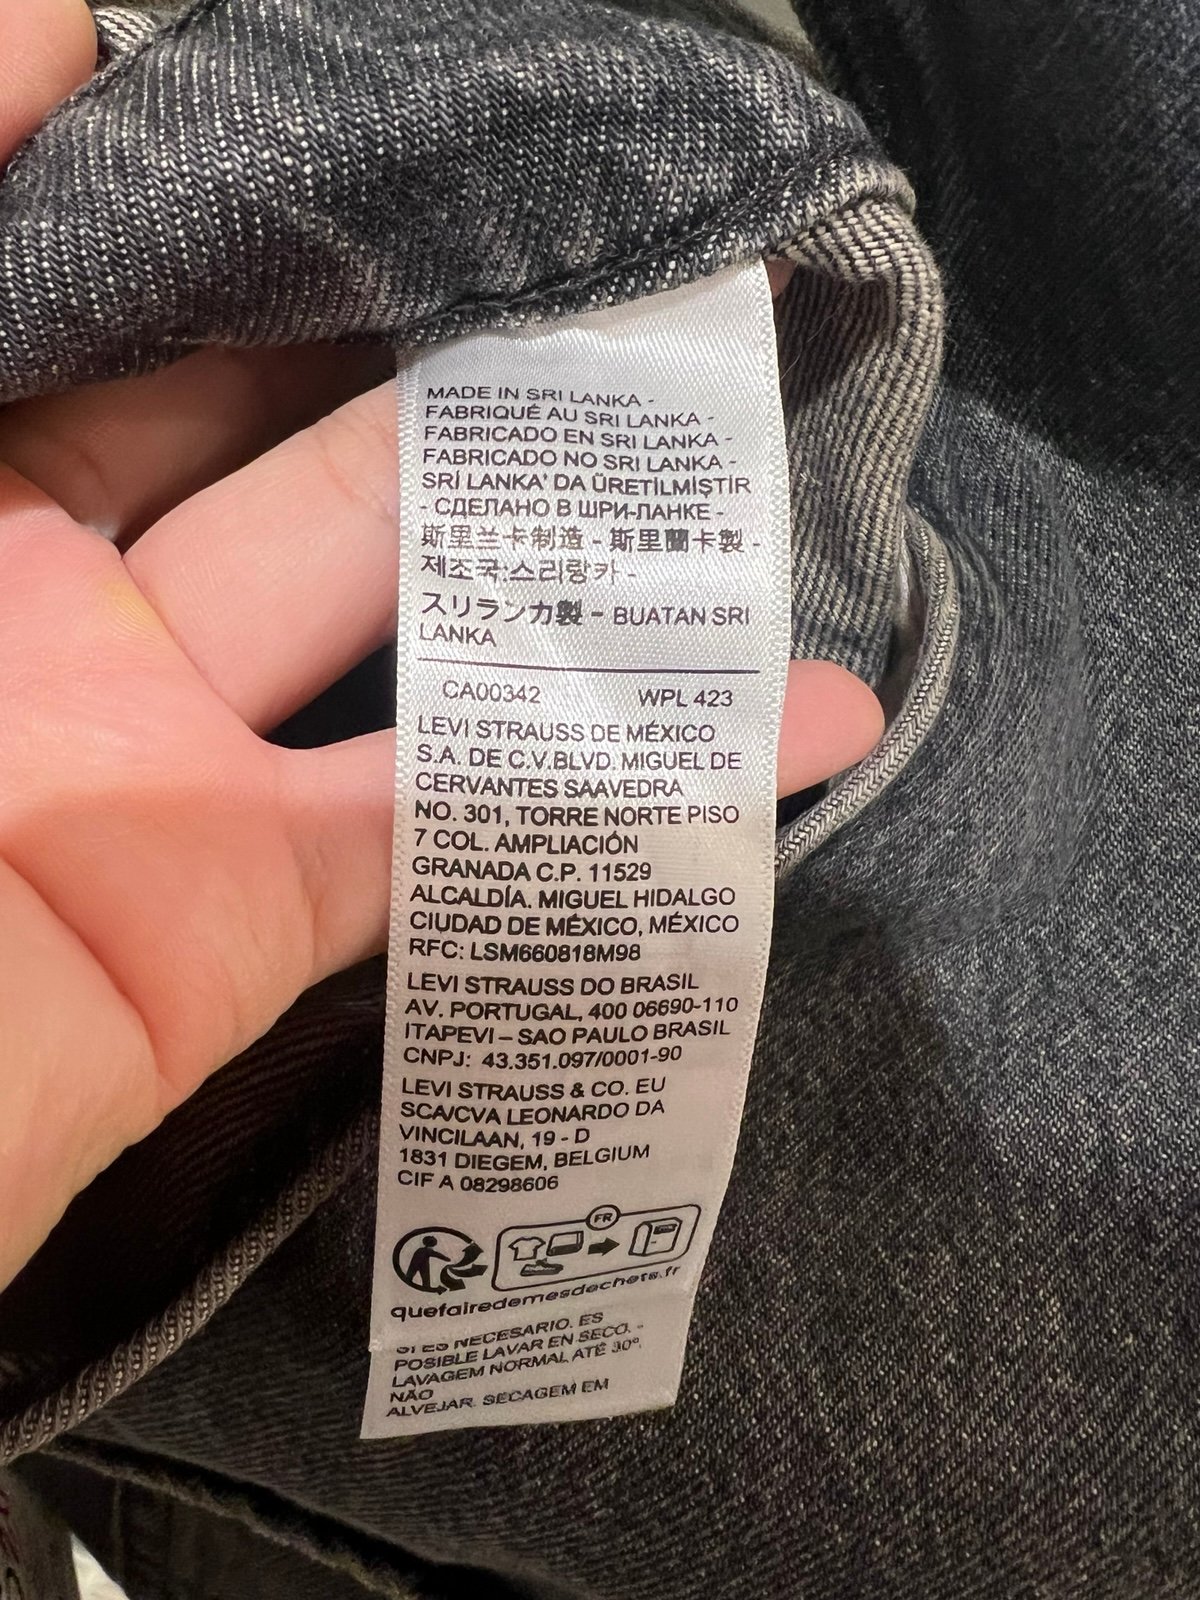 MADE IN SRI LANKA -
FABRIQUÉ AU SRI LANKA -
FABRICADO EN SRI LANKA -
FABRICADO NO SRI LANKA -
SRİ LANKA' DA ÜRETİLMİŞTİR
- СДЕЛАНО В ШРИ-ЛАНКЕ -
斯里兰卡制造 - 斯里蘭卡製 -
제조국:스리랑카 -
スリランカ製 - BUATAN SRI
LANKA
CA00342 WPL 423
LEVI STRAUSS DE MÉXICO
S.A. DE C.V.BLVD. MIGUEL DE
CERVANTES SAAVEDRA
NO. 301, TORRE NORTE PISO
7 COL. AMPLIACIÓN
GRANADA C.P. 11529
ALCALDÍA. MIGUEL HIDALGO
CIUDAD DE MÉXICO, MÉXICO
RFC: LSM660818M98
LEVI STRAUSS DO BRASIL
AV. PORTUGAL, 400 06690-110
ITAPEVI – SAO PAULO BRASIL
CNPJ: 43.351.097/0001-90
LEVI STRAUSS & CO. EU
SCA/CVA LEONARDO DA
VINCILAAN, 19 - D
1831 DIEGEM, BELGIUM
CIF A 08298606
FR
quefairedemesdechets.fr
SI ES NECESARIO. ES
POSIBLE LAVAR EN SECO. -
LAVAGEM NORMAL ATÉ 30°.
NÃO
ALVEJAR. SECAGEM EM